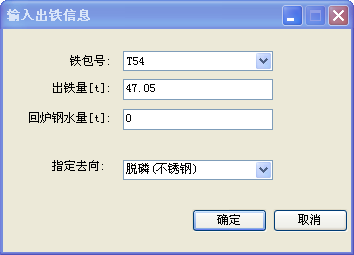 输入出铁信息
铁包号: T54
出铁量[t]: 47.05
回炉钢水量[t]: 0
指定去向: 脱磷(不锈钢)
确定 取消